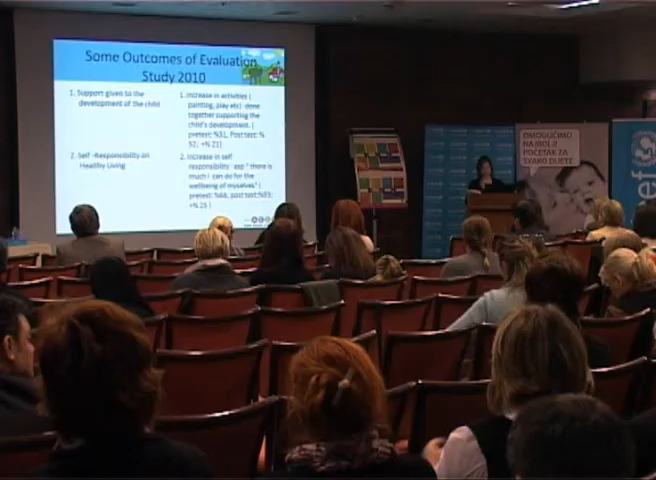 Some Outcomes of Evaluation
Study 2010
1. Support given to the
development of the child
1. Increase in activities (
painting, play etc) done
together supporting the
child's development. (
pretest: %31, Post test: %
52; +% 21)
2. Self -Responsibility on
Healthy Living
2. Increase in self
responsibility - esp " there is
much I can do for the
wellbeing of myselves" (
pretest: %68, post test:%93;
+% 25 )
OMOGUĆIMO
NAJBOLJI
POČETAK ZA
SVAKO DIJETE